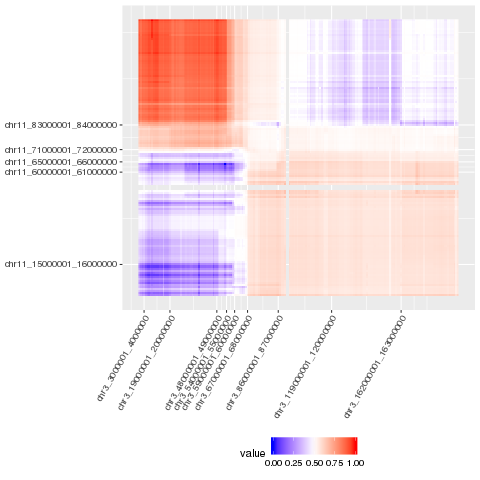 chr11_83000001_84000000
chr11_71000001_72000000
chr11_65000001_66000000
chr11_60000001_61000000
chr11_15000001_16000000
chr3_3000001_4000000
chr3_19000001_20000000
chr3_48000001_49000000
chr3_54000001_55000000
chr3_59000001_60000000
chr3_67000001_68000000
chr3_86000001_87000000
chr3_119000001_120000000
chr3_162000001_163000000
value
0.00 0.25 0.50 0.75 1.00